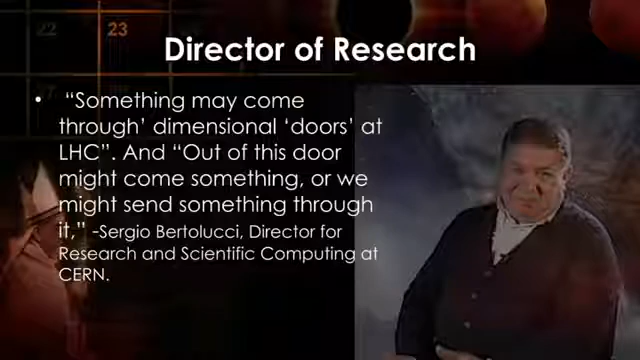 22
23
Director of Research
• “Something may come
through’ dimensional ‘doors’ at
LHC”. And “Out of this door
might come something, or we
might send something through
it,” -Sergio Bertolucci, Director for
Research and Scientific Computing at
CERN.